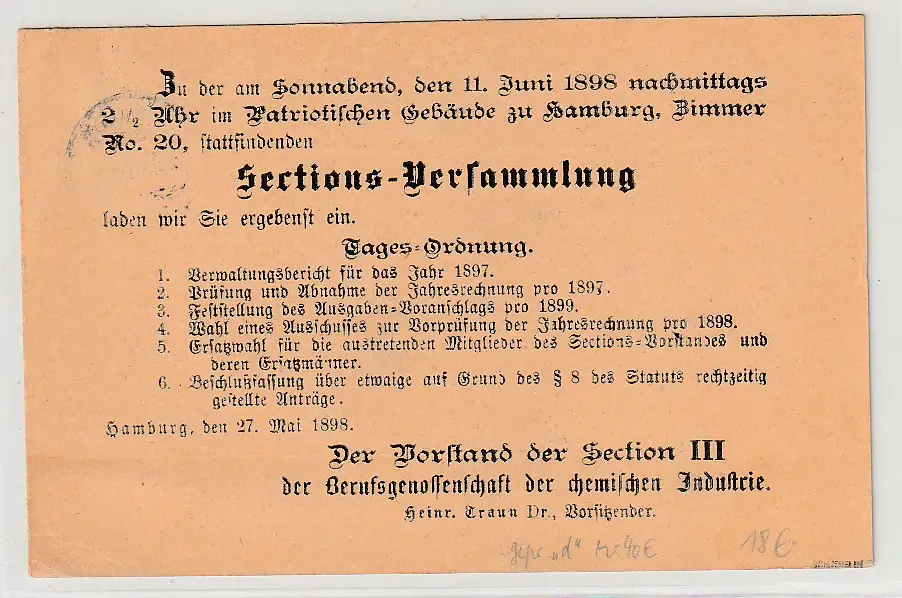 Zu der am Sonnabend, den 11. Juni 1898 nachmittags
2 1/2 Uhr im Patriotischen Gebäude zu Hamburg, Zimmer
No. 20, stattfindenden
Sections-Versammlung
laden wir Sie ergebenst ein.
Tages-Ordnung.
1. Verwaltungsbericht für das Jahr 1897.
2. Prüfung und Abnahme der Jahresrechnung pro 1897.
3. Feststellung des Ausgaben-Voranschlags pro 1899.
4. Wahl eines Ausschusses zur Vorprüfung der Jahresrechnung pro 1898.
5. Ersatzwahl für die austretenden Mitglieder des Sections-Vorstandes und
deren Ersatzmänner.
6. Beschlußfassung über etwaige auf Grund des § 8 des Statuts rechtzeitig
gestellte Anträge.
Hamburg, den 27. Mai 1898.
Der Vorstand der Section III
der Berufsgenossenschaft der chemischen Industrie.
Heinr. Traun Dr., Vorsitzender.
gepr "d" 40€ 18€